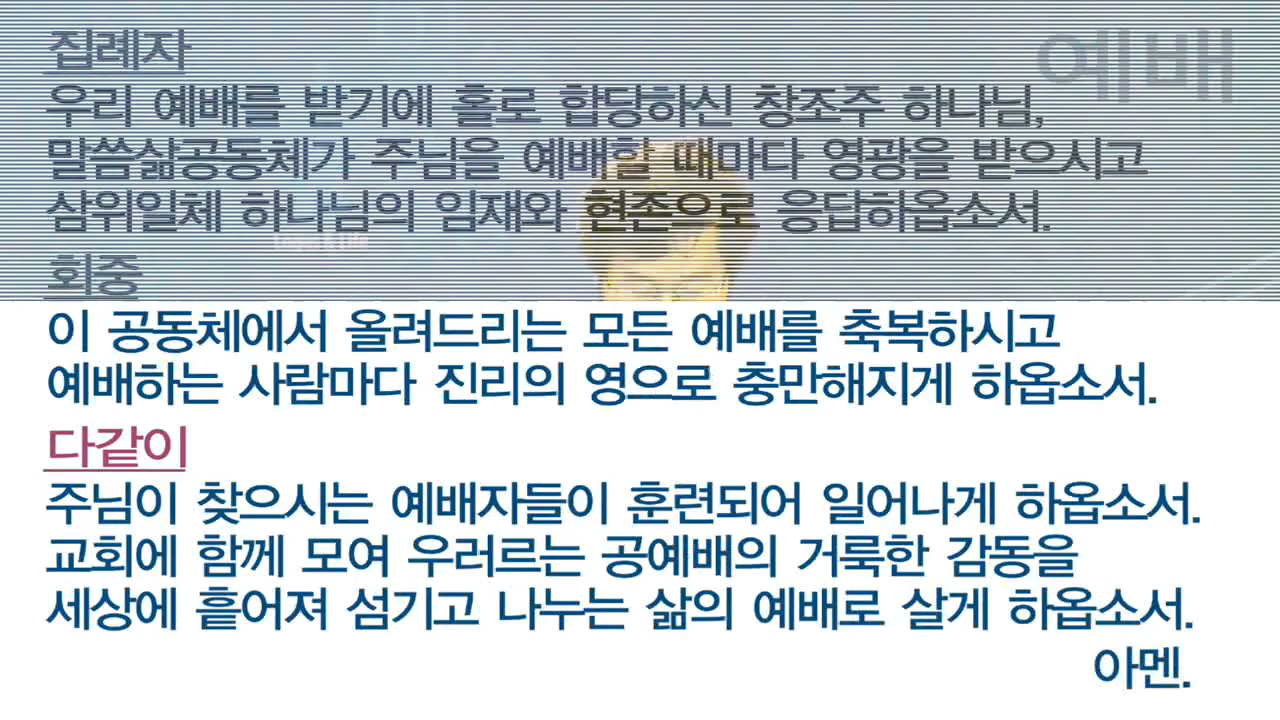 예배
집례자
우리 예배를 받기에 홀로 합당하신 창조주 하나님,
말씀삶공동체가 주님을 예배할 때마다 영광을 받으시고
삼위일체 하나님의 임재와 현존으로 응답하옵소서.
Logos & Life
회중
이 공동체에서 올려드리는 모든 예배를 축복하시고
예배하는 사람마다 진리의 영으로 충만해지게 하옵소서.
다같이
주님이 찾으시는 예배자들이 훈련되어 일어나게 하옵소서.
교회에 함께 모여 우러르는 공예배의 거룩한 감동을
세상에 흩어져 섬기고 나누는 삶의 예배로 살게 하옵소서.
아멘.